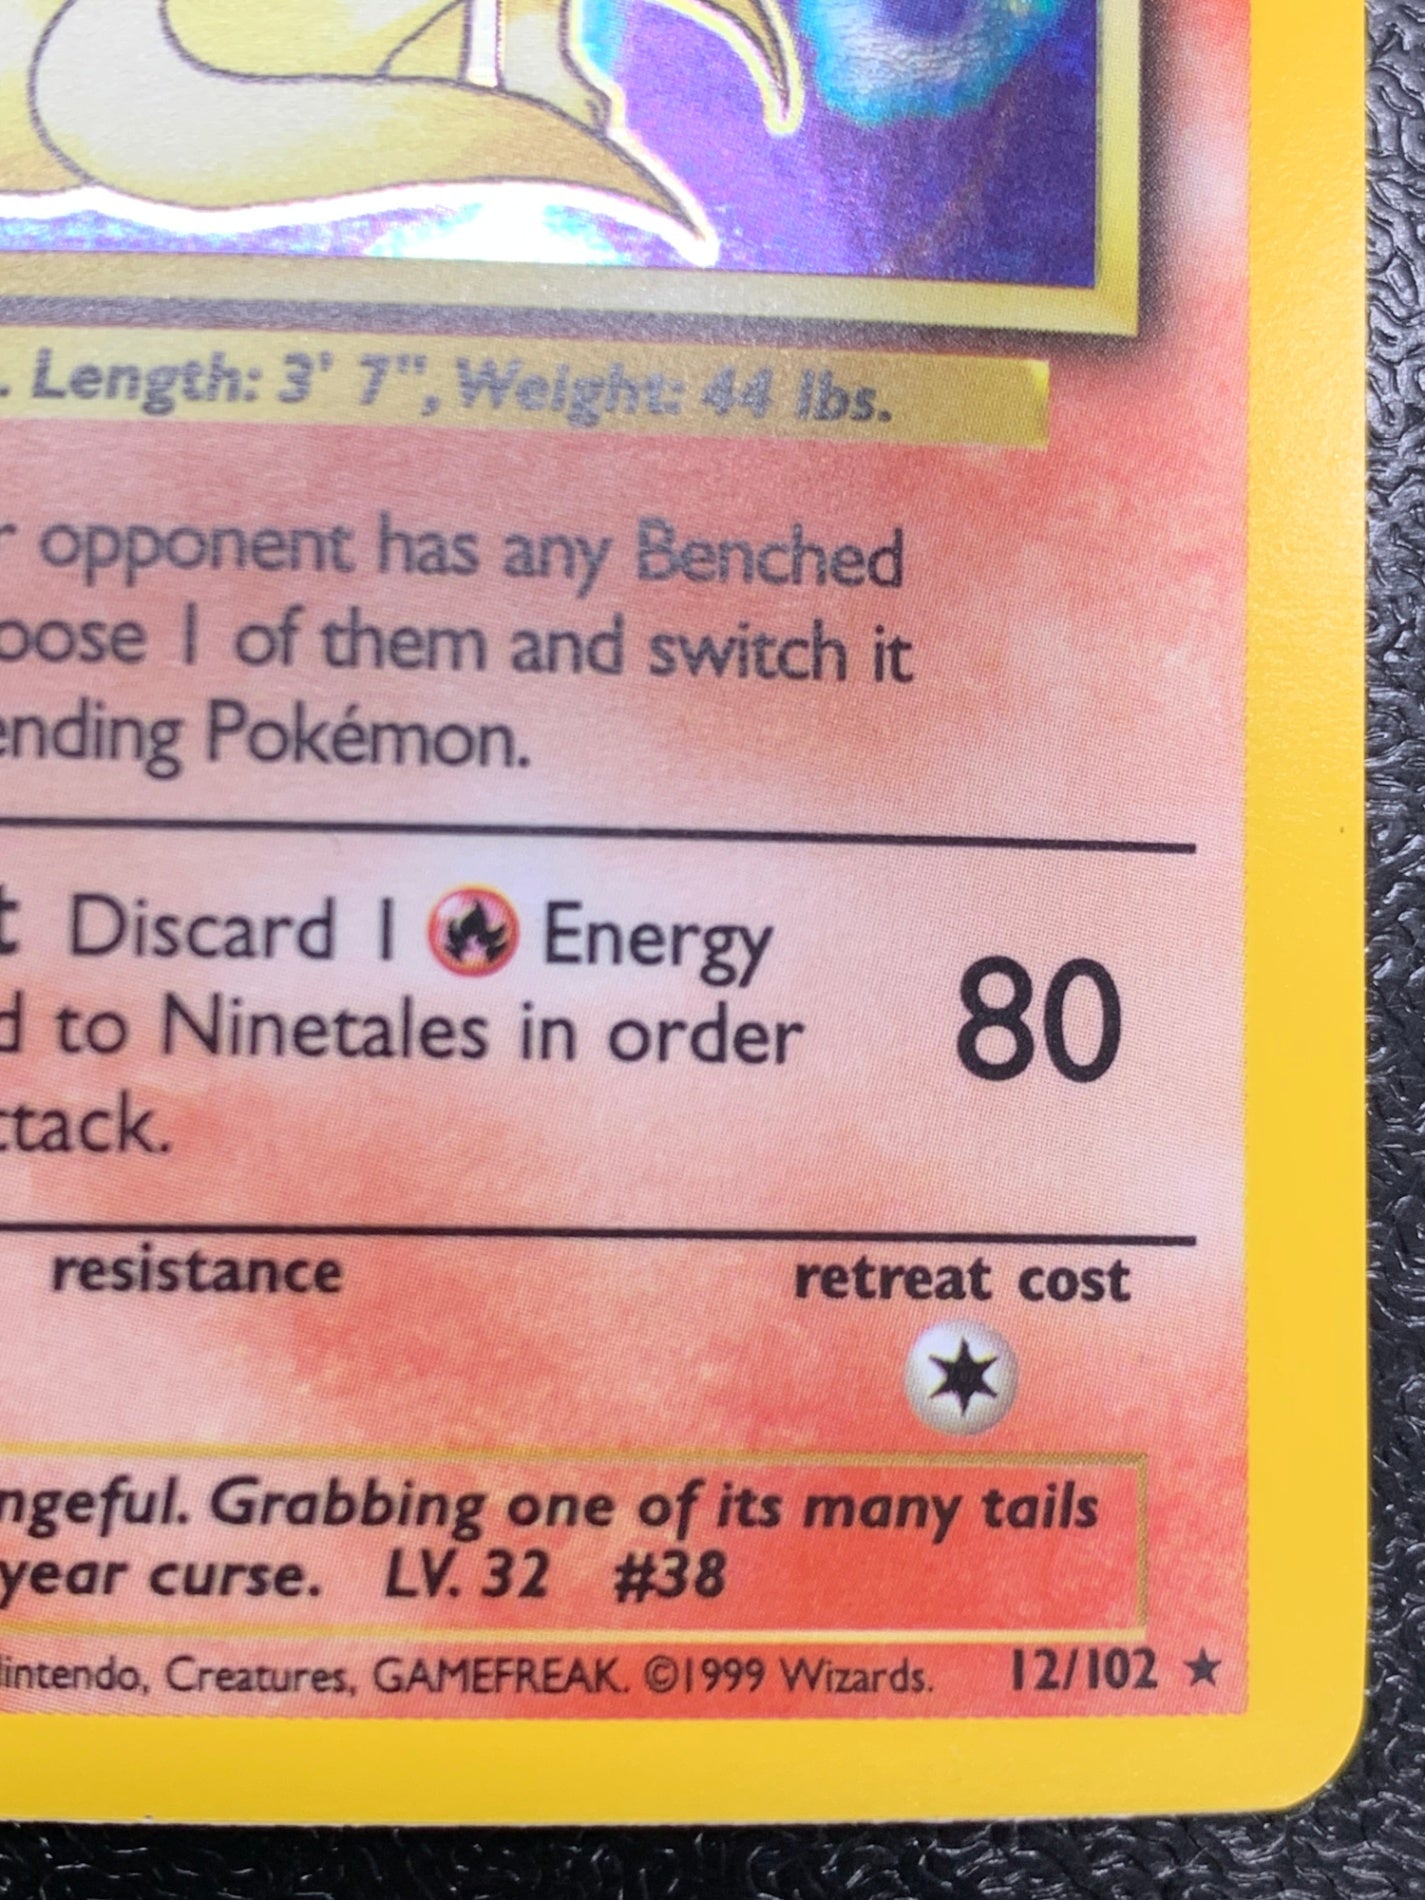 . Length: 3' 7", Weight: 44 lbs.
r opponent has any Benched
oose 1 of them and switch it
ending Pokémon.
t Discard 1 Energy
d to Ninetales in order
80
ttack.
resistance retreat cost
ngeful. Grabbing one of its many tails
year curse. LV. 32 #38
Nintendo, Creatures, GAMEFREAK. ©1999 Wizards. 12/102 ★